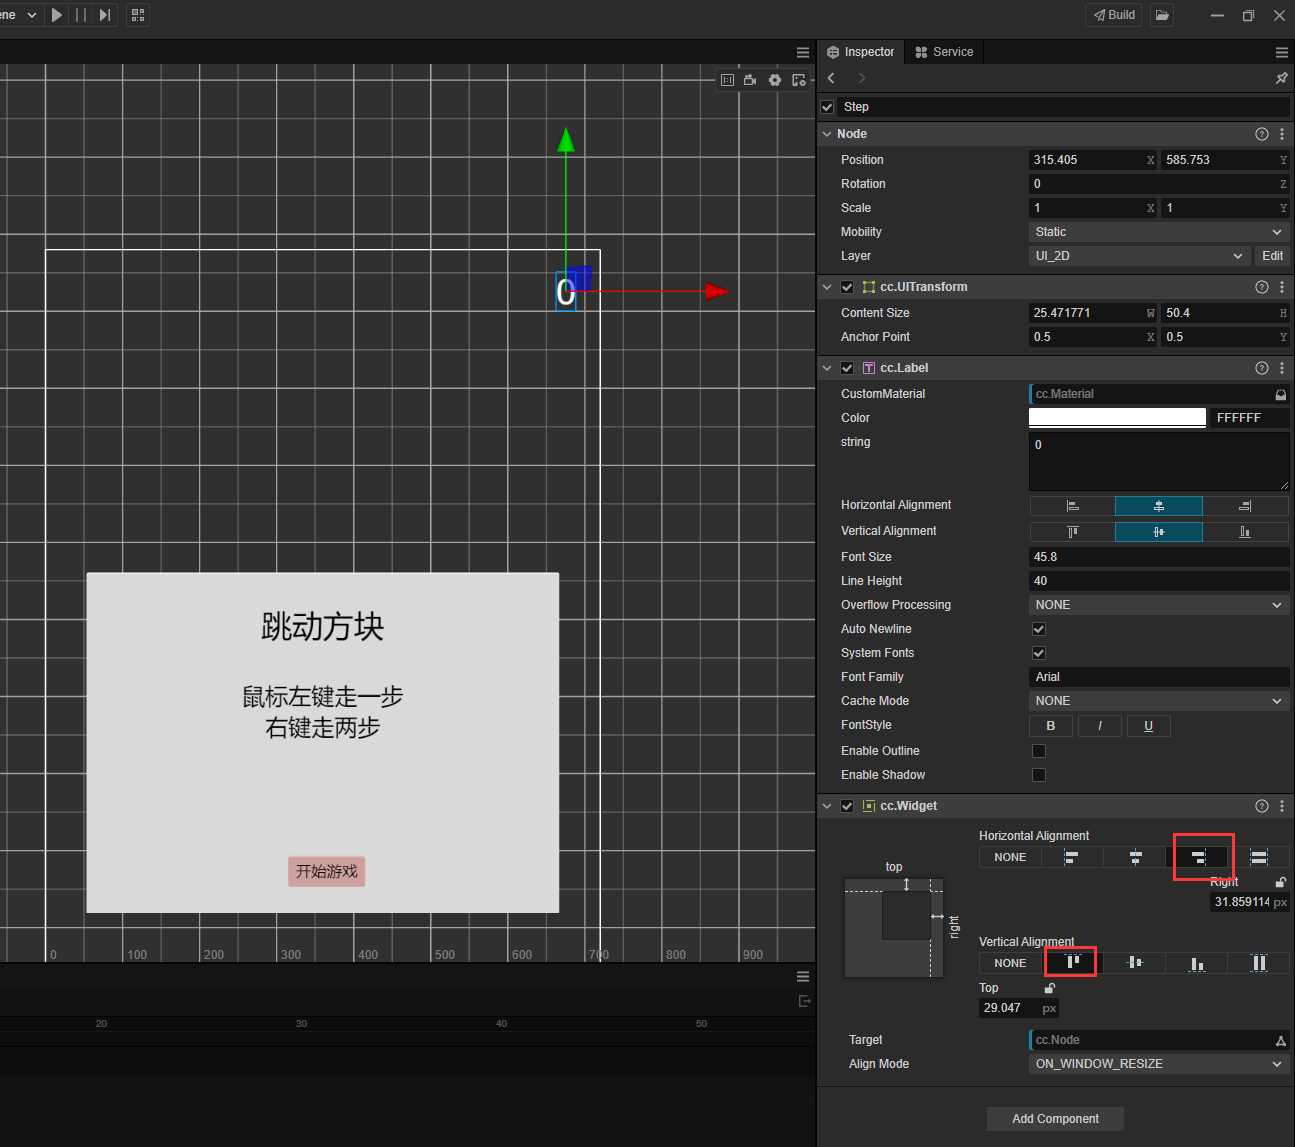 ene
Build
Inspector Service
Step
Node
Position 315.405 X 585.753 Y
Rotation 0 Z
Scale 1 X 1 Y
Mobility Static
Layer UI_2D Edit
cc.UITransform
Content Size 25.471771 W 50.4 H
Anchor Point 0.5 X 0.5 Y
cc.Label
CustomMaterial cc.Material
Color FFFFFF
string 0
Horizontal Alignment
Vertical Alignment
Font Size 45.8
Line Height 40
Overflow Processing NONE
Auto Newline
System Fonts
Font Family Arial
Cache Mode NONE
FontStyle B I U
Enable Outline
Enable Shadow
cc.Widget
Horizontal Alignment
NONE
top
right
Right
31.859114 px
Vertical Alignment
NONE
Top
29.047 px
Target cc.Node
Align Mode ON_WINDOW_RESIZE
Add Component
0
跳动方块
鼠标左键走一步
右键走两步
开始游戏
0 100 200 300 400 500 600 700 800 900
20 30 40 50